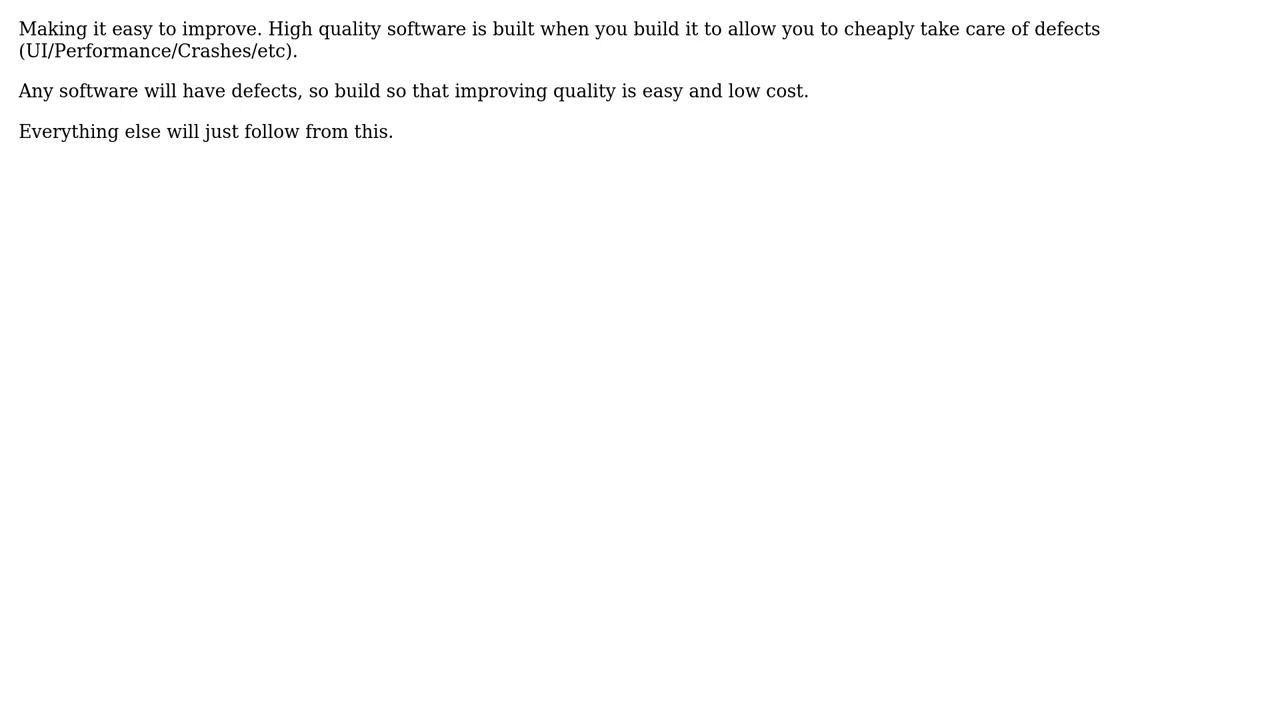 Making it easy to improve. High quality software is built when you build it to allow you to cheaply take care of defects
(UI/Performance/Crashes/etc).
Any software will have defects, so build so that improving quality is easy and low cost.
Everything else will just follow from this.